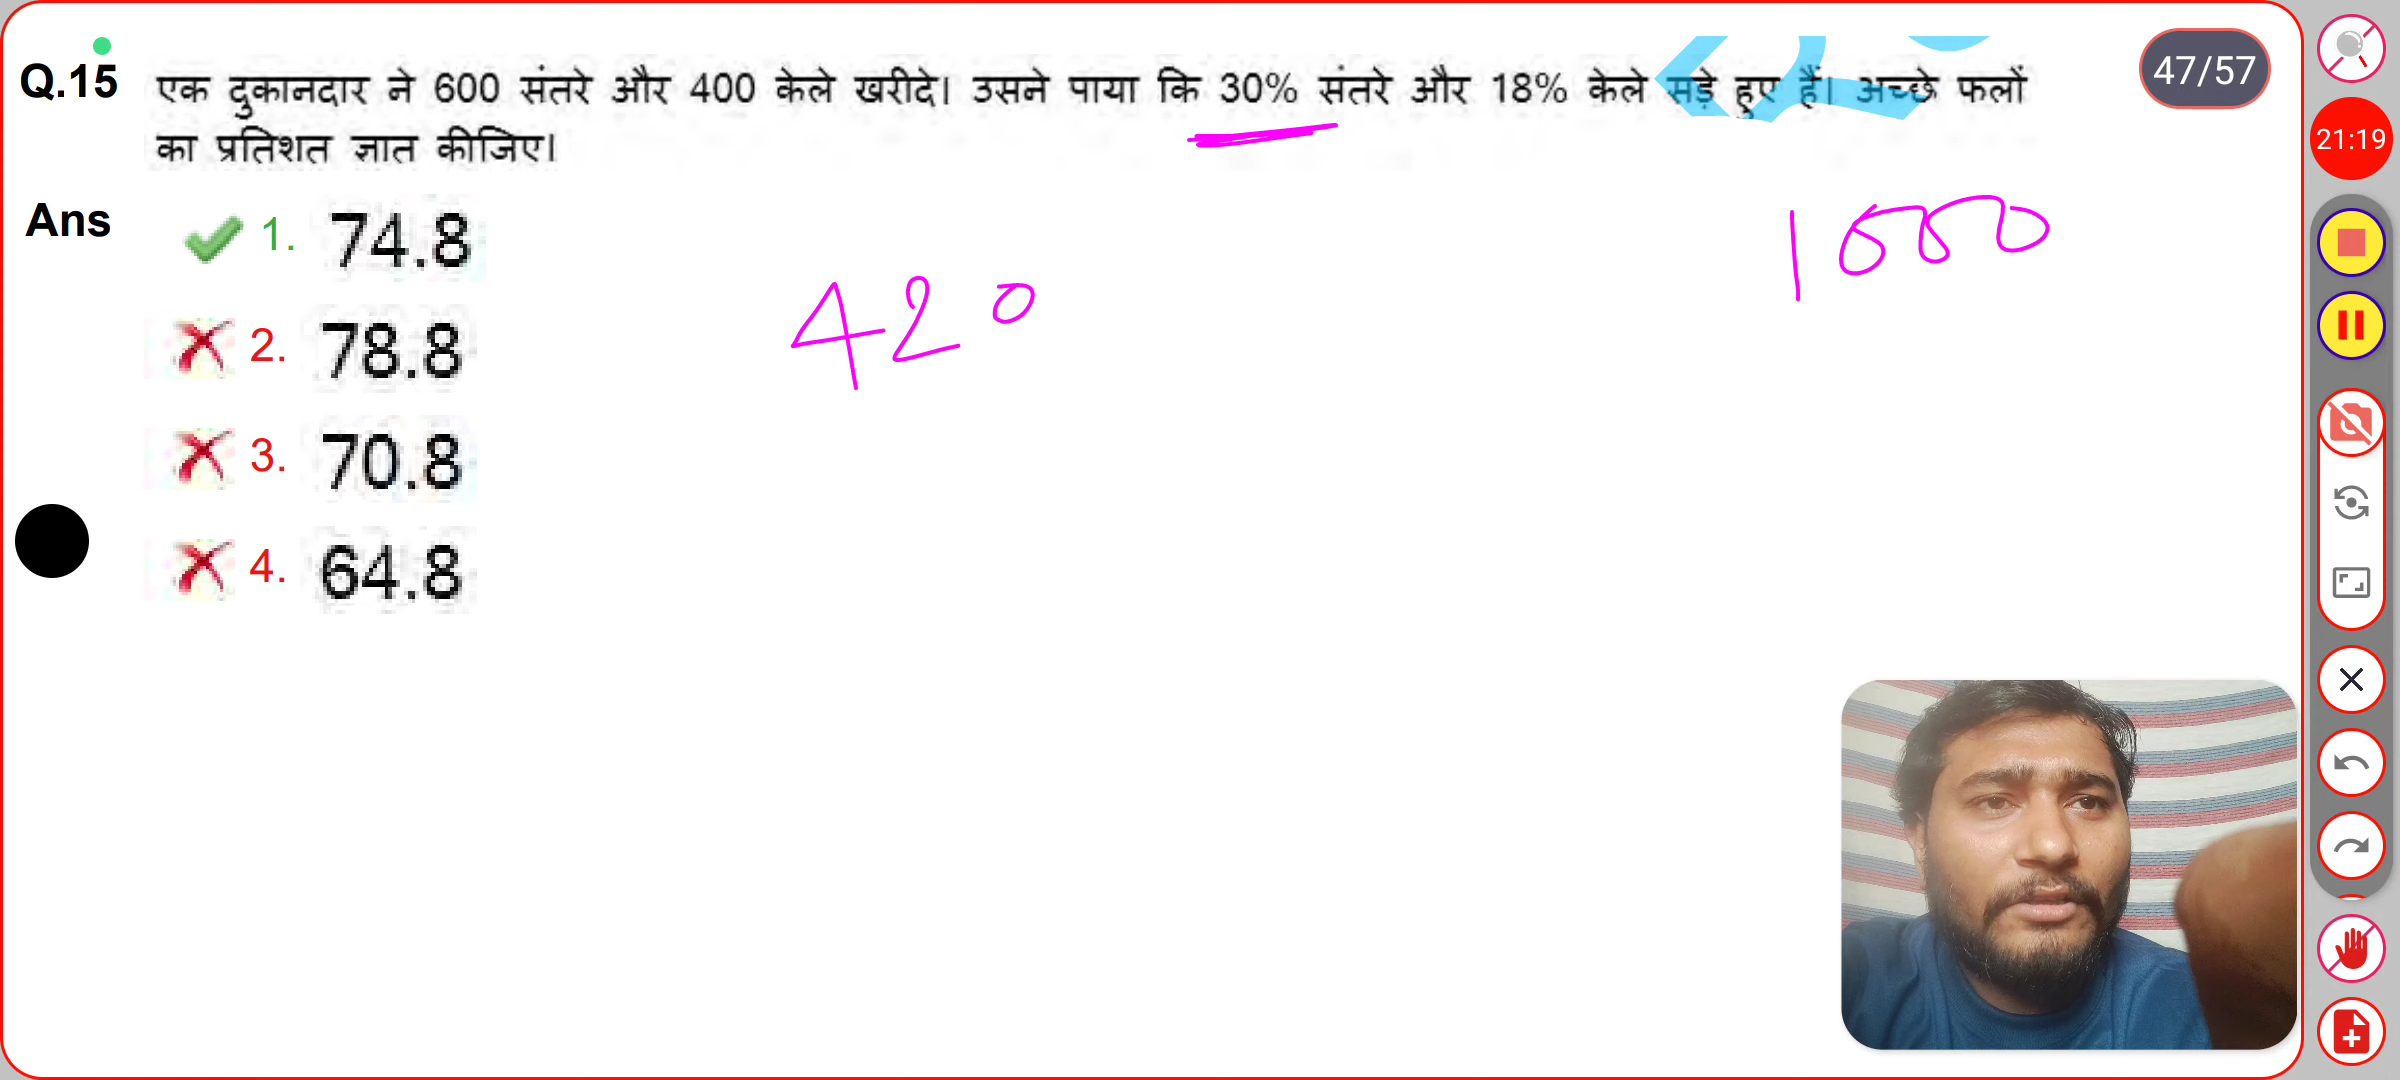 Q.15 एक दुकानदार ने 600 संतरे और 400 केले खरीदे। उसने पाया कि 30% संतरे और 18% केले सड़े हुए हैं। अच्छे फलों
का प्रतिशत ज्ञात कीजिए।
47/57
21:19
Ans 1. 74.8
2. 78.8
3. 70.8
4. 64.8
420
1000